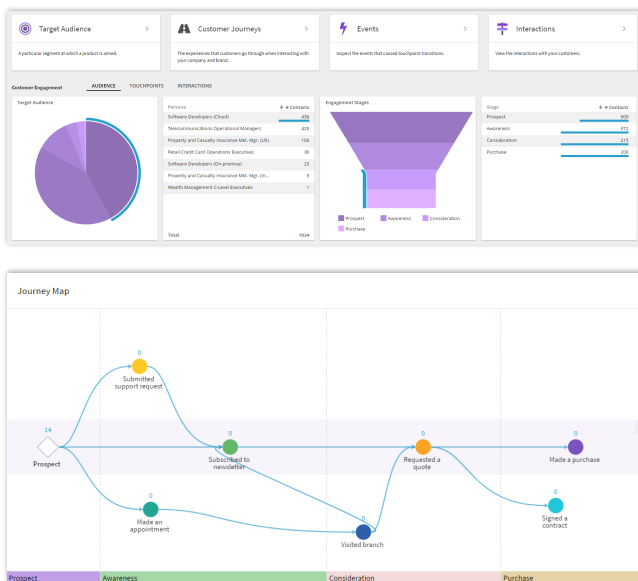 Target Audience
A particular segment at which a product is aimed.
Customer Journeys
The experiences that customers go through when interacting with
your company and brand.
Events
Inspect the events that caused touchpoint transitions.
Interactions
View the interactions with your customers.
Customer Engagement AUDIENCE TOUCHPOINTS INTERACTIONS
Target Audience
Persona # Contacts
Software Developers (Cloud) 436
Telecommunications Operational Managers 425
Property and Casualty Insurance Mkt. Mgr. (US) 106
Retail Credit Card Operations Executives 36
Software Developers (On-premise) 25
Property and Casualty Insurance Mkt. Mgr. (In...
Wealth Management C-Level Executives 1
Total 1034
Engagement Stages
Prospect Awareness Consideration
Purchase
Stage # Contacts
Prospect 600
Awareness 372
Consideration 215
Purchase 200
Journey Map
0
Submitted
support request
14
Prospect
0
Subscribed to
newsletter
0
Requested a
quote
0
Made a purchase
0
Made an
appointment
0
Visited branch
0
Signed a
contract
Prospect Awareness Consideration Purchase